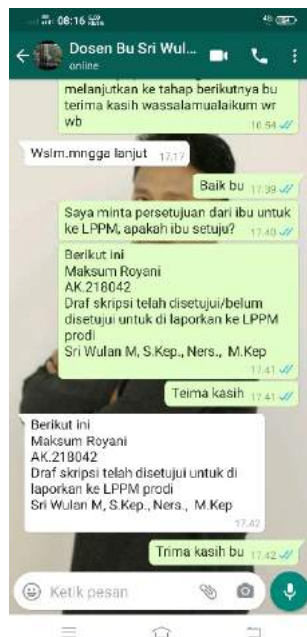 08:16
Dosen Bu Sri Wul...
online
melanjutkan ke tahap berikutnya bu
terima kasih wassalamualaikum wr
wb
16.54
Wslm.mngga lanjut 17.17
Baik bu 17.39
Saya minta persetujuan dari ibu untuk
ke LPPM, apakah ibu setuju? 17.40
Berikut ini
Maksum Royani
AK.218042
Draf skripsi telah disetujui/belum
disetujui untuk di laporkan ke LPPM
prodi
Sri Wulan M, S.Kep., Ners., M.Kep
17.41
Teima kasih 17.41
Berikut ini
Maksum Royani
AK.218042
Draf skripsi telah disetujui untuk di
laporkan ke LPPM prodi
Sri Wulan M, S.Kep., Ners., M.Kep
17.42
Trima kasih bu 17.42
Ketik pesan